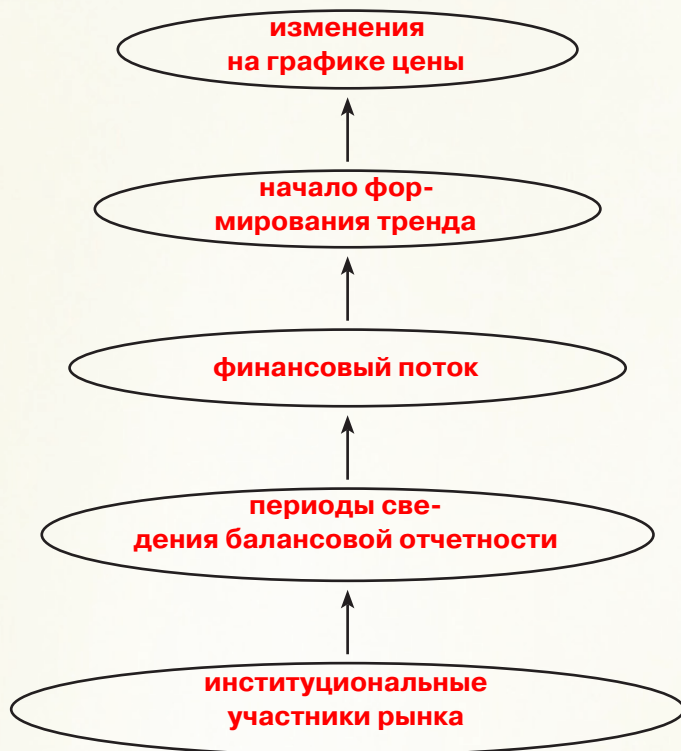 изменения
на графике цены
начало фор-
мирования тренда
финансовый поток
периоды све-
дения балансовой отчетности
институциональные
участники рынка